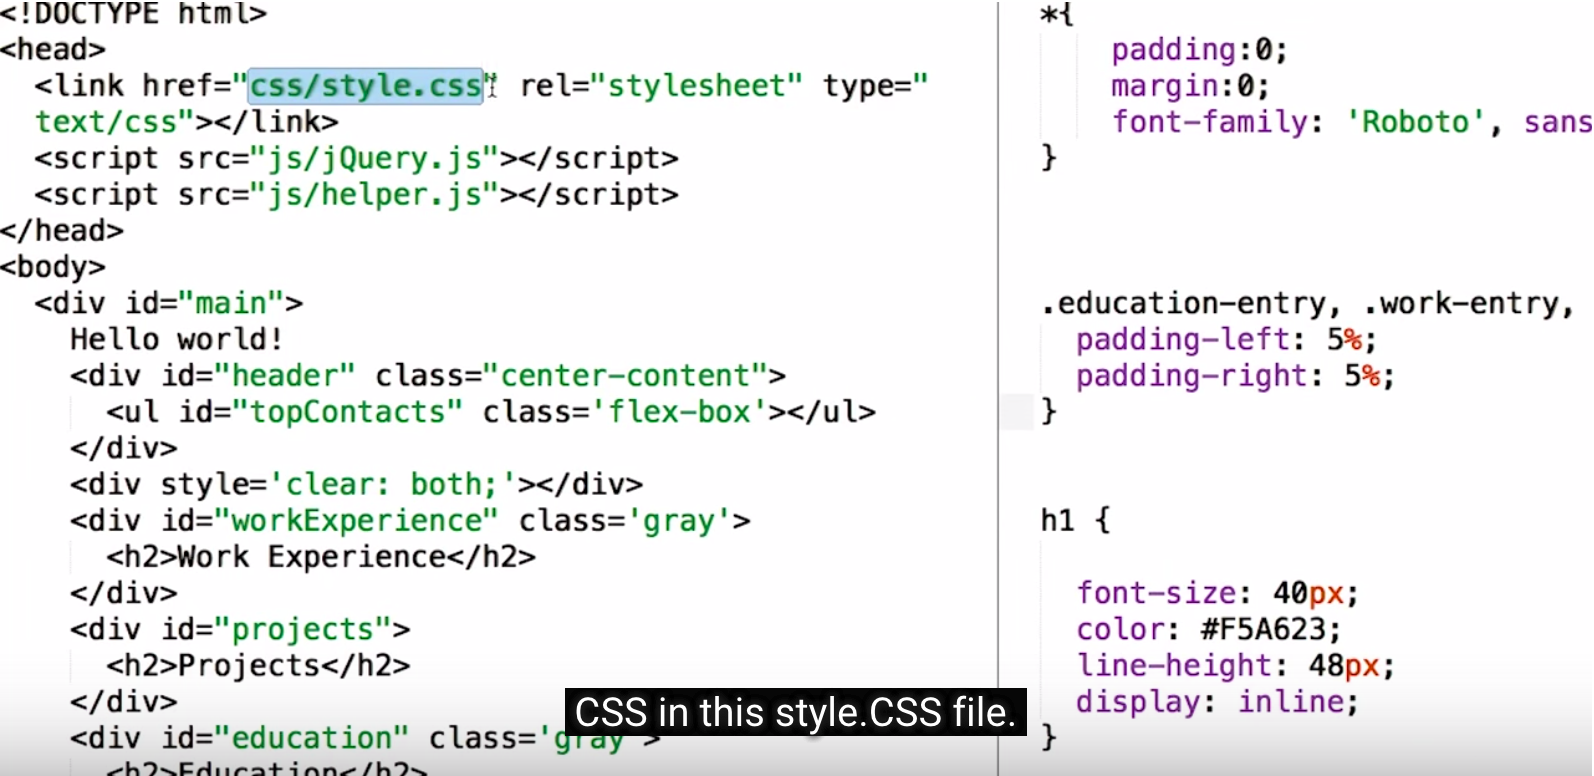 <!DOCTYPE html>
<head>
<link href="css/style.css" rel="stylesheet" type="
text/css"></link>
<script src="js/jQuery.js"></script>
<script src="js/helper.js"></script>
</head>
<body>
<div id="main">
Hello world!
<div id="header" class="center-content">
<ul id="topContacts" class='flex-box'></ul>
</div>
<div style='clear: both;'></div>
<div id="workExperience" class='gray'>
<h2>Work Experience</h2>
</div>
<div id="projects">
<h2>Projects</h2>
</div>
<div id="education" class='gray'>
<h2>Education</h2>
*{
padding:0;
margin:0;
font-family: 'Roboto', sans
}
.education-entry, .work-entry,
padding-left: 5%;
padding-right: 5%;
}
h1 {
font-size: 40px;
color: #F5A623;
line-height: 48px;
display: inline;
}
CSS in this style.CSS file.